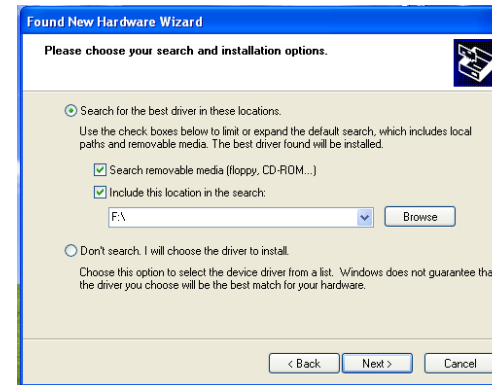 Found New Hardware Wizard
Please choose your search and installation options.
Search for the best driver in these locations.
Use the check boxes below to limit or expand the default search, which includes local
paths and removable media. The best driver found will be installed.
Search removable media (floppy, CD-ROM...)
Include this location in the search:
F:\
Browse
Don't search. I will choose the driver to install.
Choose this option to select the device driver from a list. Windows does not guarantee tha
the driver you choose will be the best match for your hardware.
< Back
Next >
Cancel